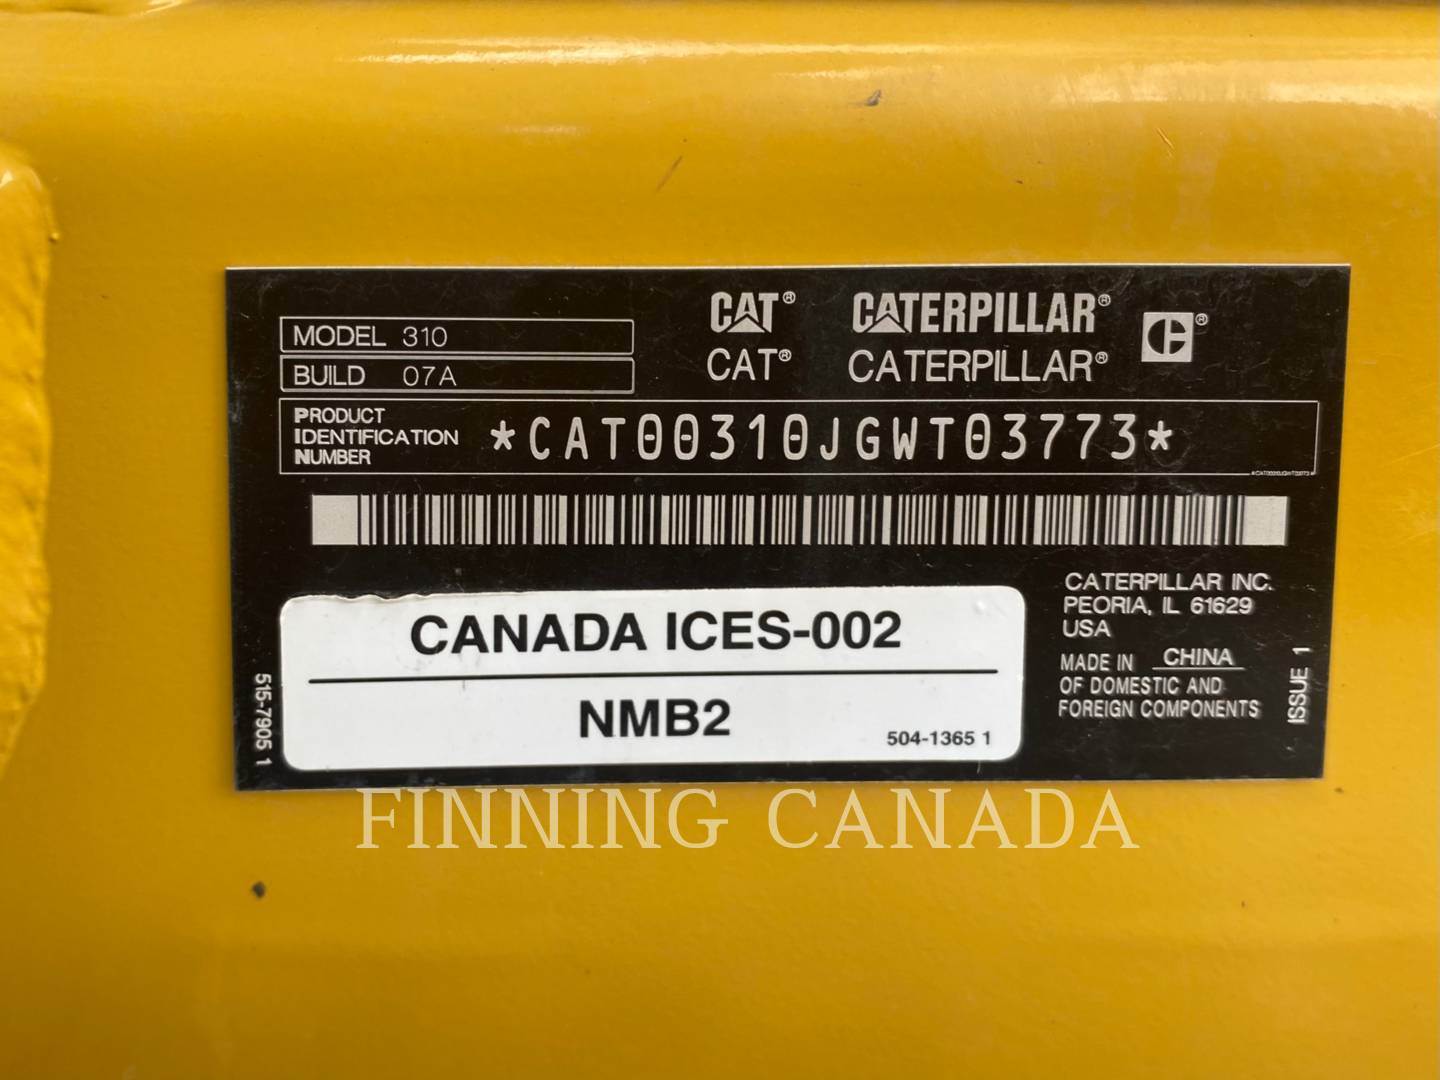 MODEL 310
BUILD 07A
CAT® CATERPILLAR® C®
CAT® CATERPILLAR®
PRODUCT
IDENTIFICATION
NUMBER
*CAT00310JGWT03773*
*CAT00310JGWT03773*
CANADA ICES-002
NMB2
504-1365 1
515-7905 1
CATERPILLAR INC.
PEORIA, IL 61629
USA
MADE IN CHINA
OF DOMESTIC AND
FOREIGN COMPONENTS
ISSUE 1
FINNING CANADA